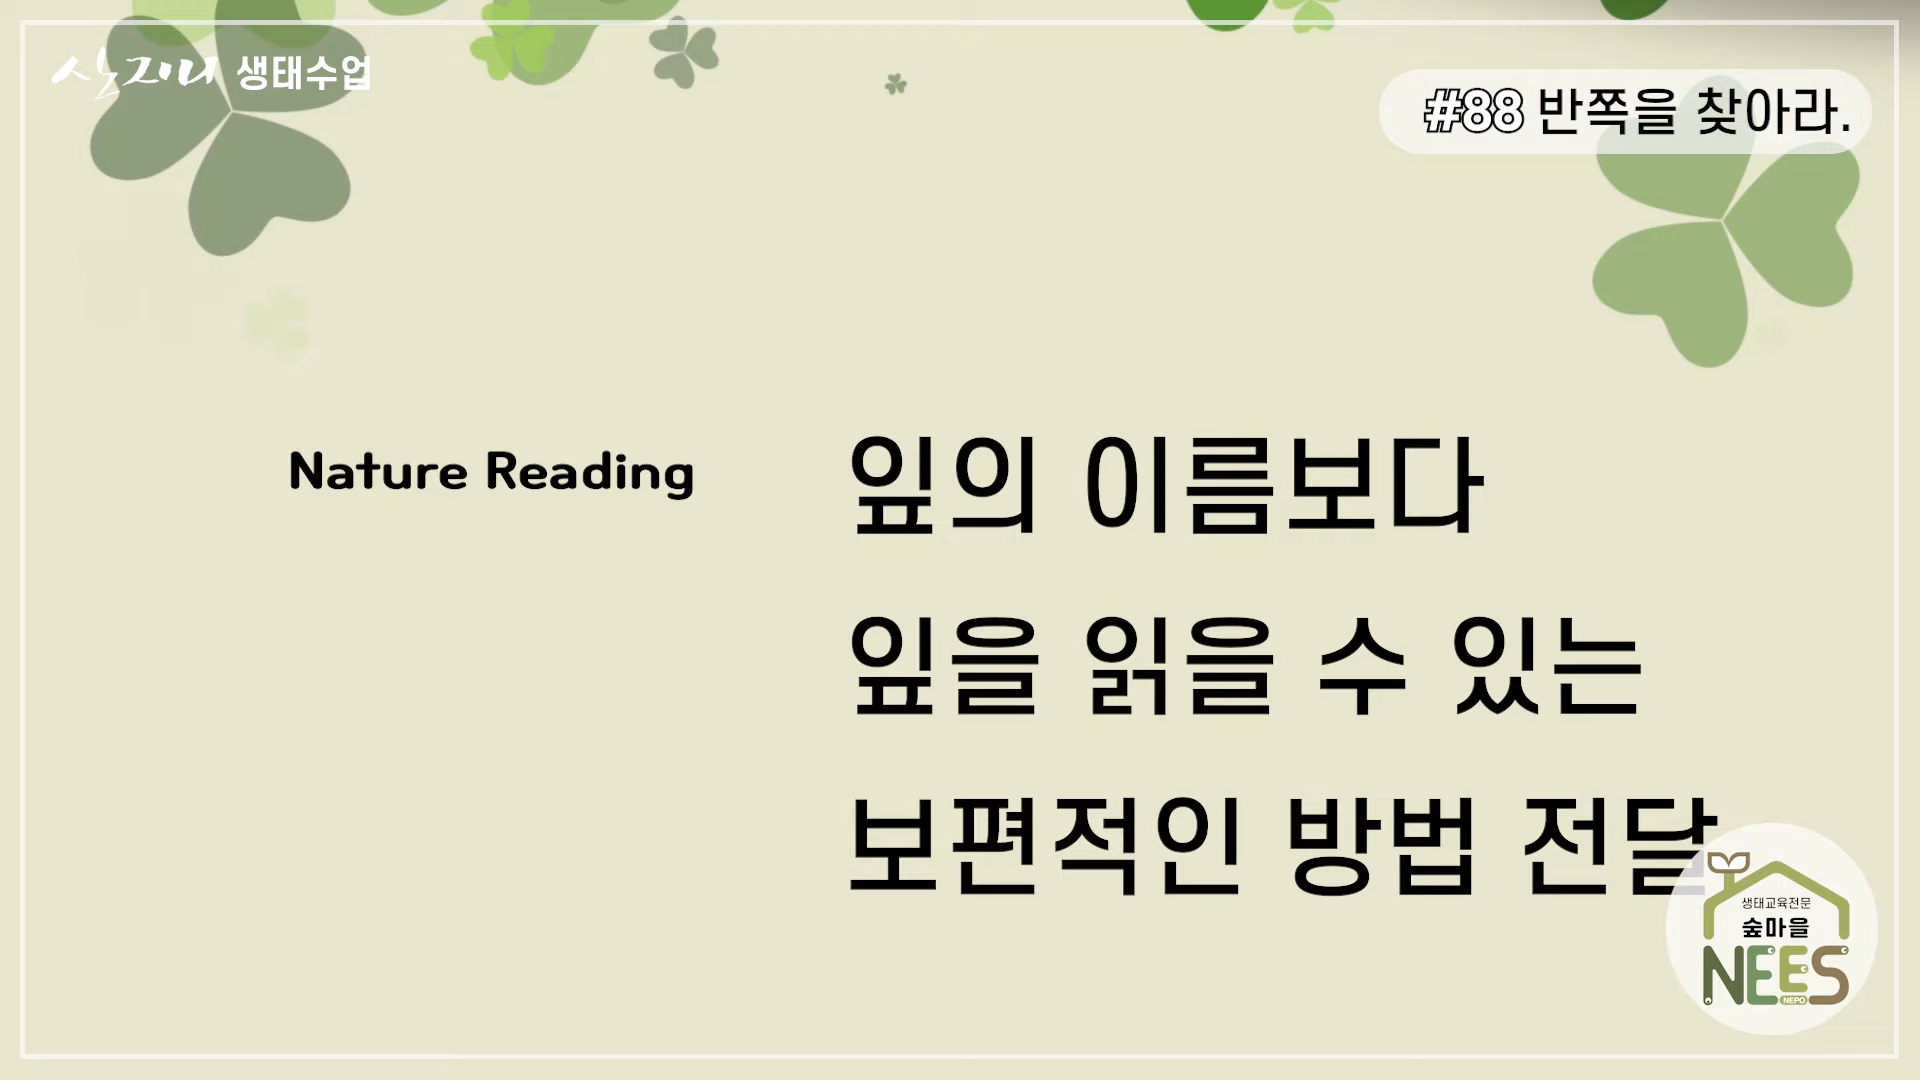 산그리니 생태수업
#88 반쪽을 찾아라.
Nature Reading
잎의 이름보다
잎을 읽을 수 있는
보편적인 방법 전달
생태교육전문
숲마을
NEES
NEPO